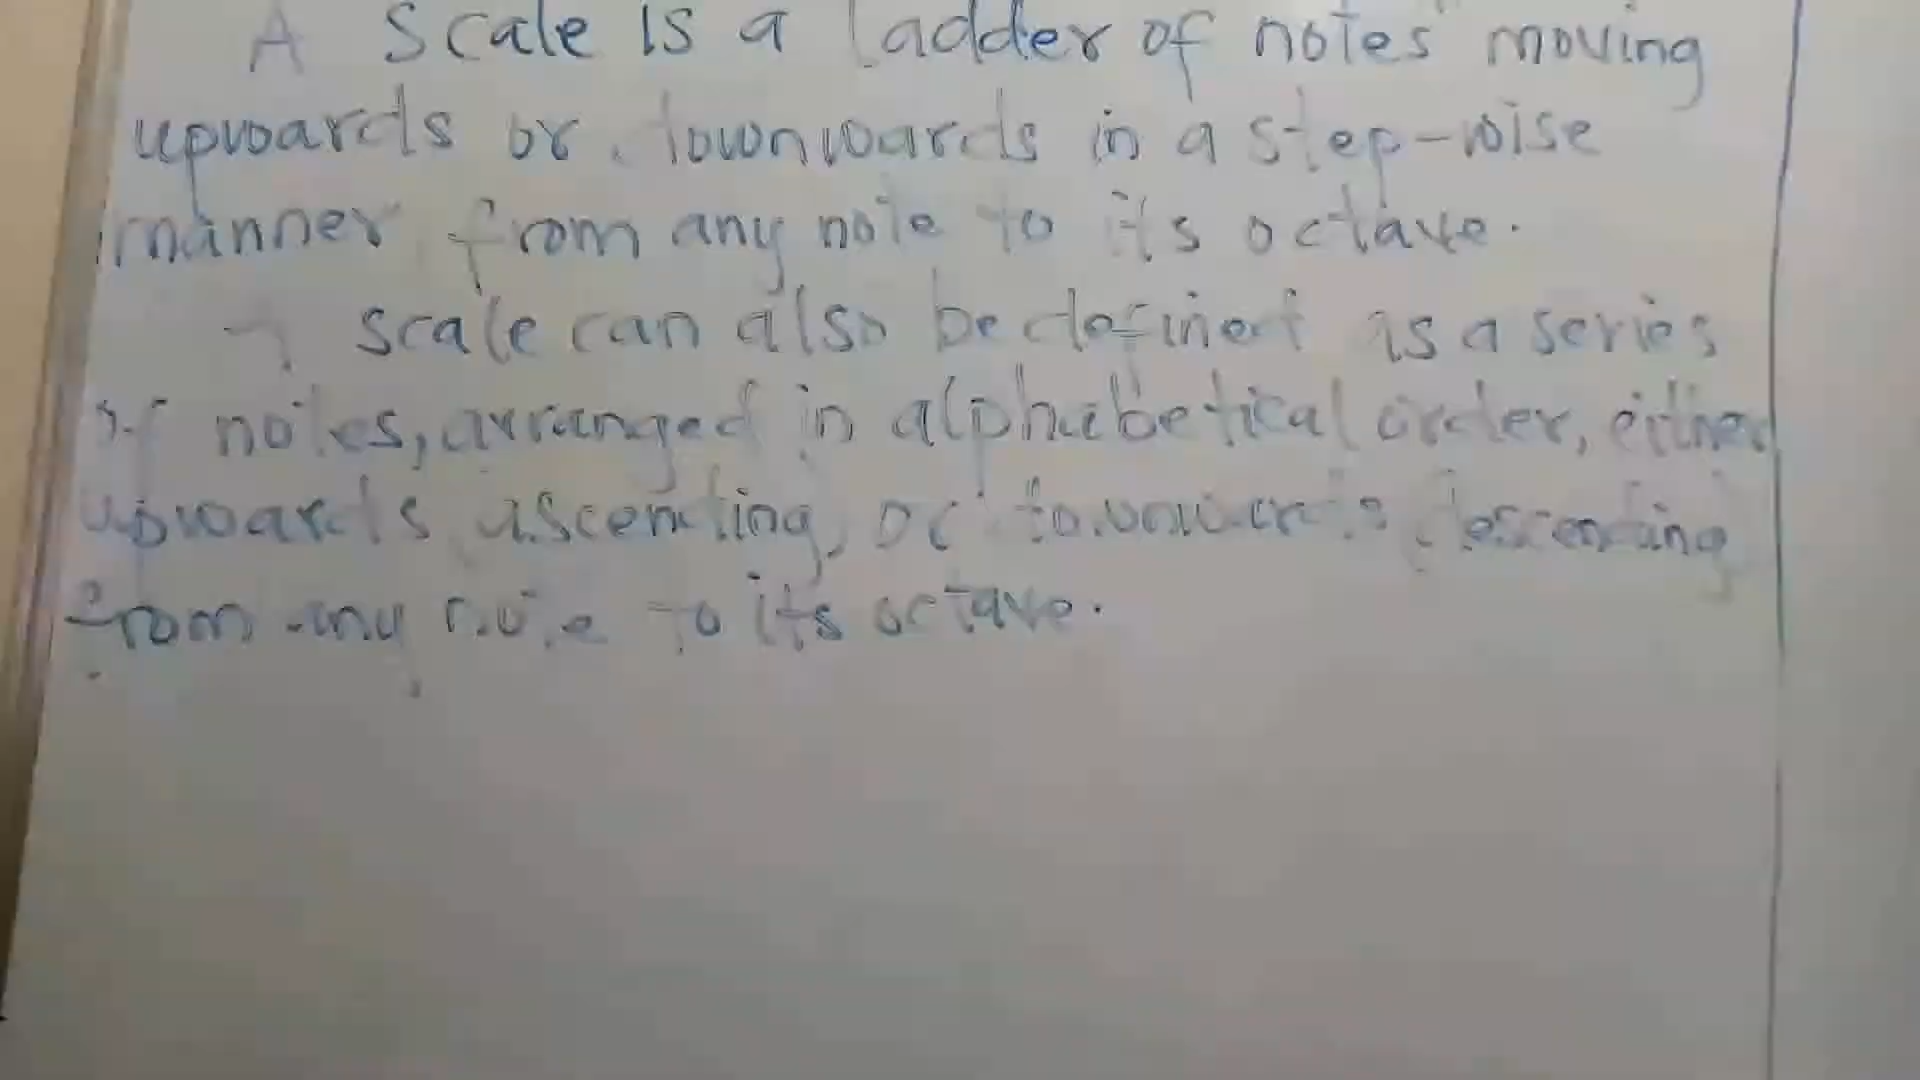 A scale is a ladder of notes moving
upwards or downwards in a step-wise
manner from any note to its octave.
A scale can also be defined as a series
of notes, arranged in alphabetical order, either
upwards ascending, or downwards descending
from any note to its octave.